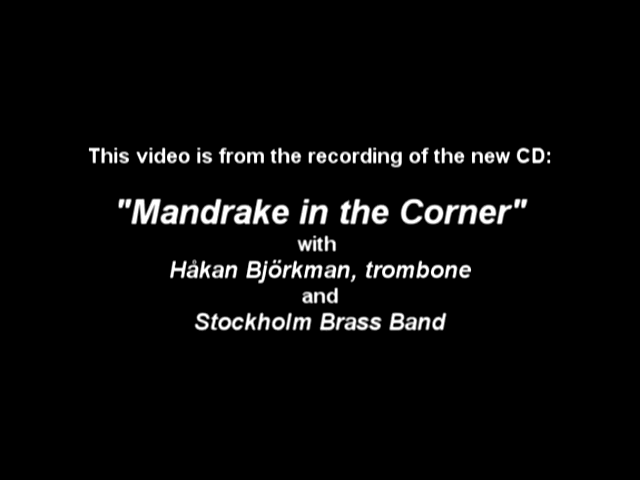 This video is from the recording of the new CD:
"Mandrake in the Corner"
with
Håkan Björkman, trombone
and
Stockholm Brass Band